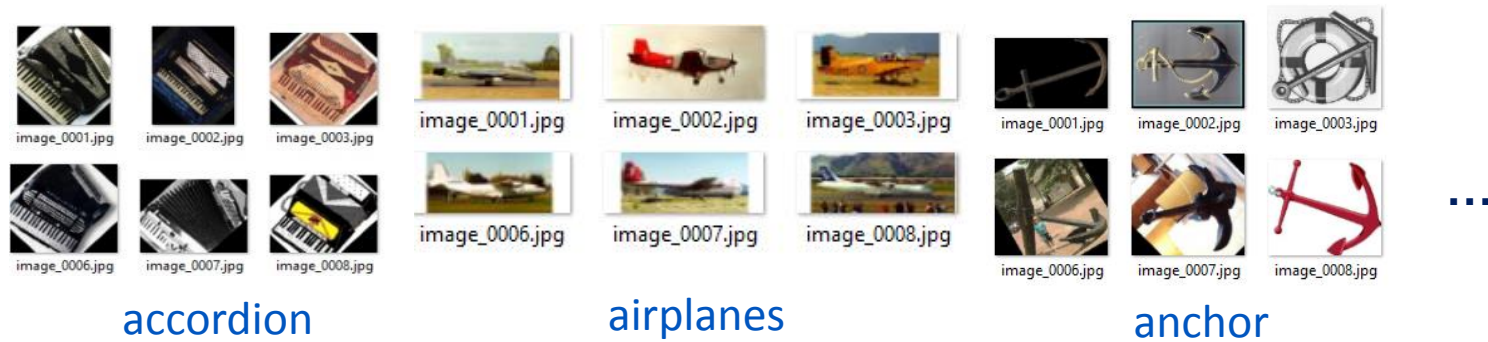 image_0001.jpg image_0002.jpg image_0003.jpg
image_0006.jpg image_0007.jpg image_0008.jpg
accordion
image_0001.jpg image_0002.jpg image_0003.jpg
image_0006.jpg image_0007.jpg image_0008.jpg
airplanes
image_0001.jpg image_0002.jpg image_0003.jpg
image_0006.jpg image_0007.jpg image_0008.jpg
anchor
...